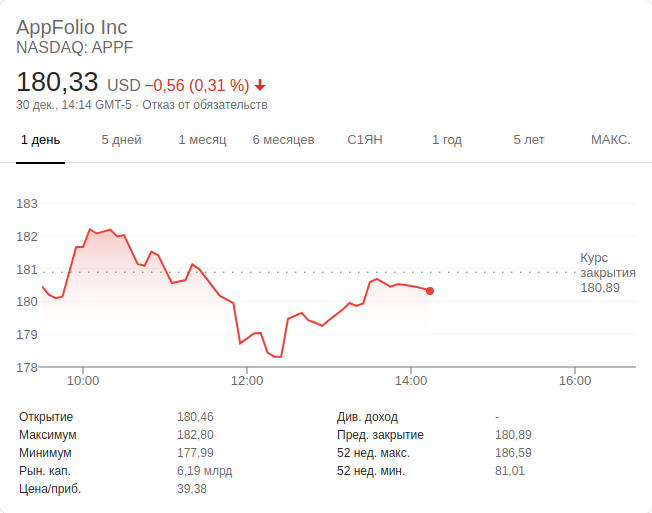 AppFolio Inc
NASDAQ: APPF
180,33 USD −0,56 (0,31 %)
30 дек., 14:14 GMT-5 · Отказ от обязательств
1 день 5 дней 1 месяц 6 месяцев С1ЯН 1 год 5 лет МАКС.
183
182
181
180
179
178
Курс
закрытия
180,89
10:00 12:00 14:00 16:00
Открытие 180,46 Див. доход -
Максимум 182,80 Пред. закрытие 180,89
Минимум 177,99 52 нед. макс. 186,59
Рын. кап. 6,19 млрд 52 нед. мин. 81,01
Цена/приб. 39,38